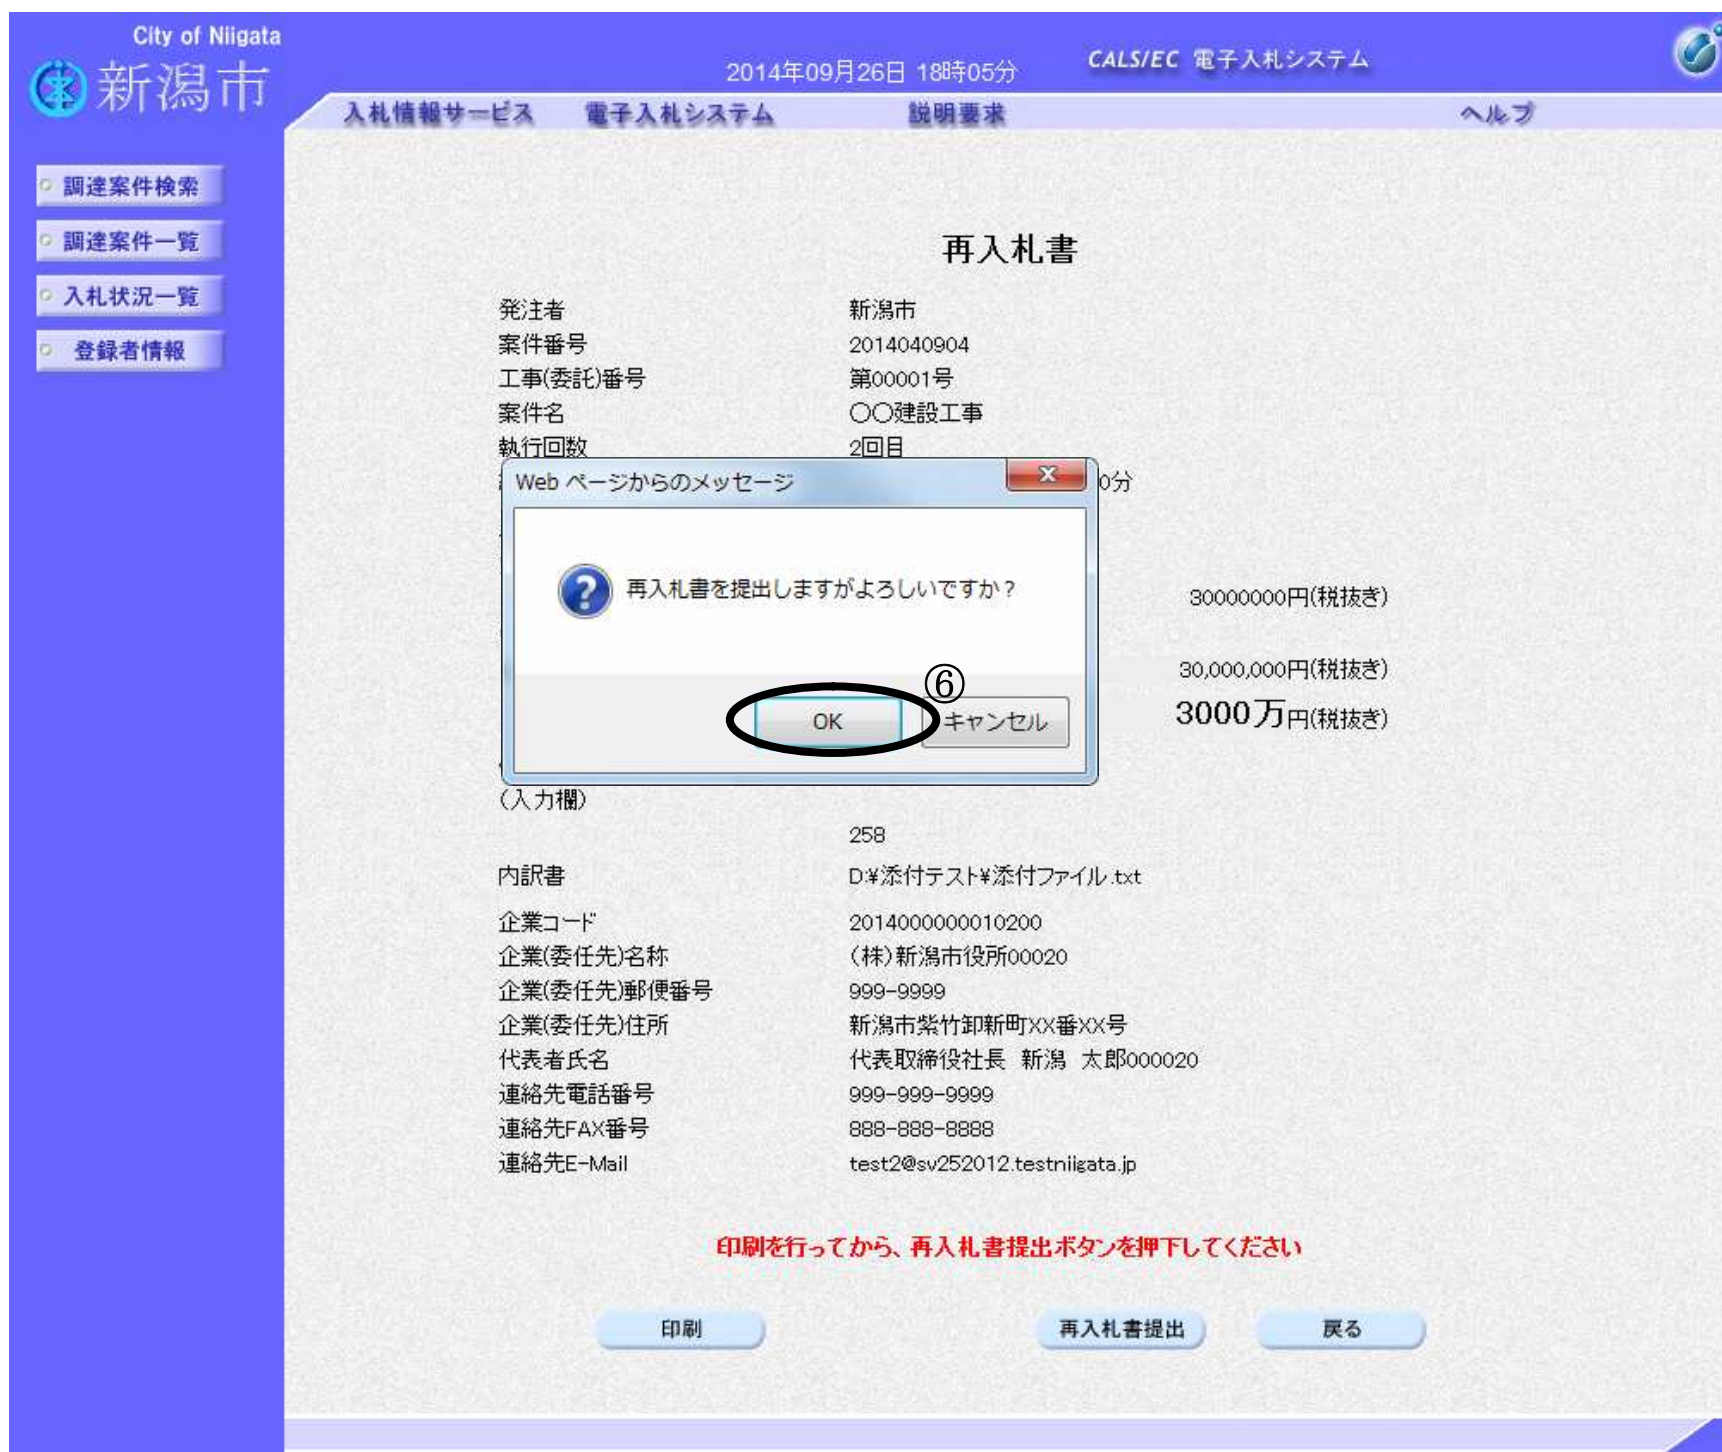 City of Niigata
新潟市
2014年09月26日 18時05分
CALS/EC 電子入札システム
入札情報サービス 電子入札システム 説明要求 ヘルプ
調達案件検索
調達案件一覧
入札状況一覧
登録者情報
再入札書
発注者 新潟市
案件番号 2014040904
工事(委託)番号 第00001号
案件名 〇〇建設工事
執行回数 2回目
0分
Web ページからのメッセージ
再入札書を提出しますがよろしいですか？
⑥
OK キャンセル
30000000円(税抜き)
30,000,000円(税抜き)
3000万円(税抜き)
(入力欄)
258
内訳書 D:¥添付テスト¥添付ファイル.txt
企業コード 2014000000010200
企業(委任先)名称 (株)新潟市役所00020
企業(委任先)郵便番号 999-9999
企業(委任先)住所 新潟市紫竹卸新町XX番XX号
代表者氏名 代表取締役社長 新潟 太郎000020
連絡先電話番号 999-999-9999
連絡先FAX番号 888-888-8888
連絡先E-Mail test2@sv252012.testniigata.jp
印刷を行ってから、再入札書提出ボタンを押下してください
印刷 再入札書提出 戻る